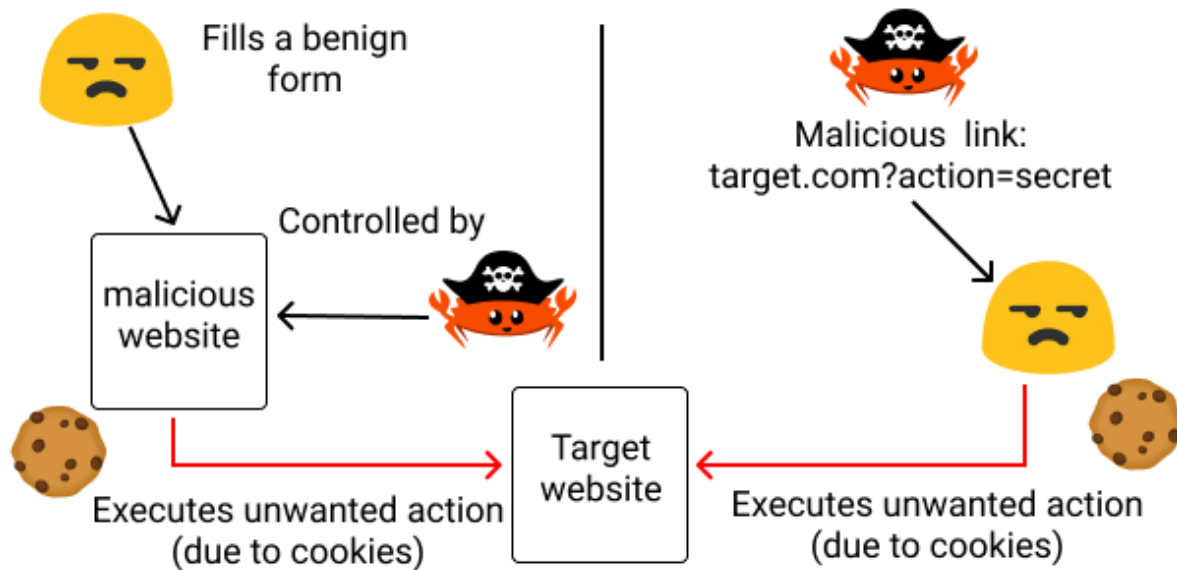 Fills a benign
form
Controlled by
malicious
website
Executes unwanted action
(due to cookies)
Malicious link:
target.com?action=secret
Target
website
Executes unwanted action
(due to cookies)